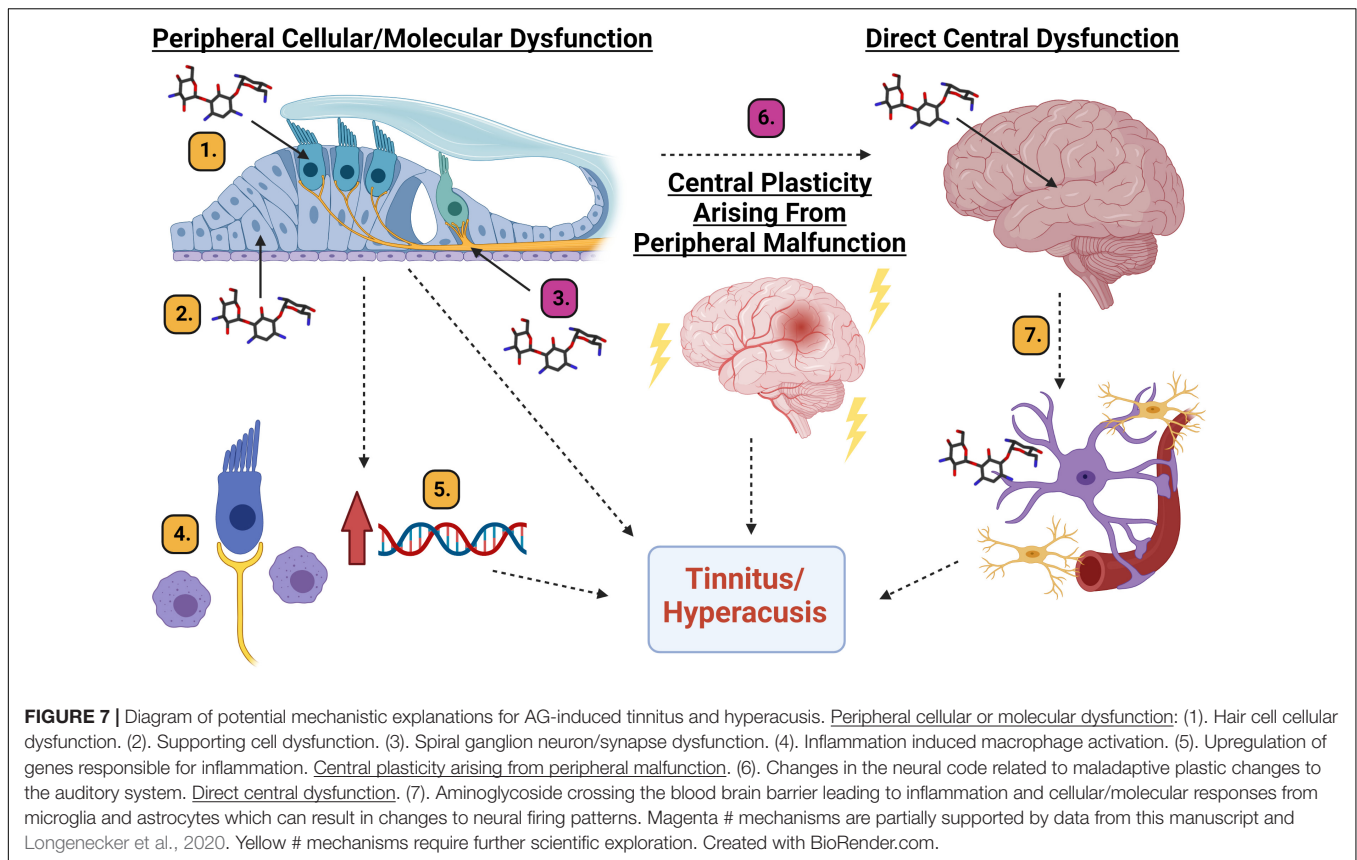 Peripheral Cellular/Molecular Dysfunction
Direct Central Dysfunction
1.
2.
3.
4.
5.
6.
Central Plasticity
Arising From
Peripheral Malfunction
7.
Tinnitus/
Hyperacusis
FIGURE 7 | Diagram of potential mechanistic explanations for AG-induced tinnitus and hyperacusis. Peripheral cellular or molecular dysfunction: (1). Hair cell cellular
dysfunction. (2). Supporting cell dysfunction. (3). Spiral ganglion neuron/synapse dysfunction. (4). Inflammation induced macrophage activation. (5). Upregulation of
genes responsible for inflammation. Central plasticity arising from peripheral malfunction. (6). Changes in the neural code related to maladaptive plastic changes to
the auditory system. Direct central dysfunction. (7). Aminoglycoside crossing the blood brain barrier leading to inflammation and cellular/molecular responses from
microglia and astrocytes which can result in changes to neural firing patterns. Magenta # mechanisms are partially supported by data from this manuscript and
Longenecker et al., 2020. Yellow # mechanisms require further scientific exploration. Created with BioRender.com.